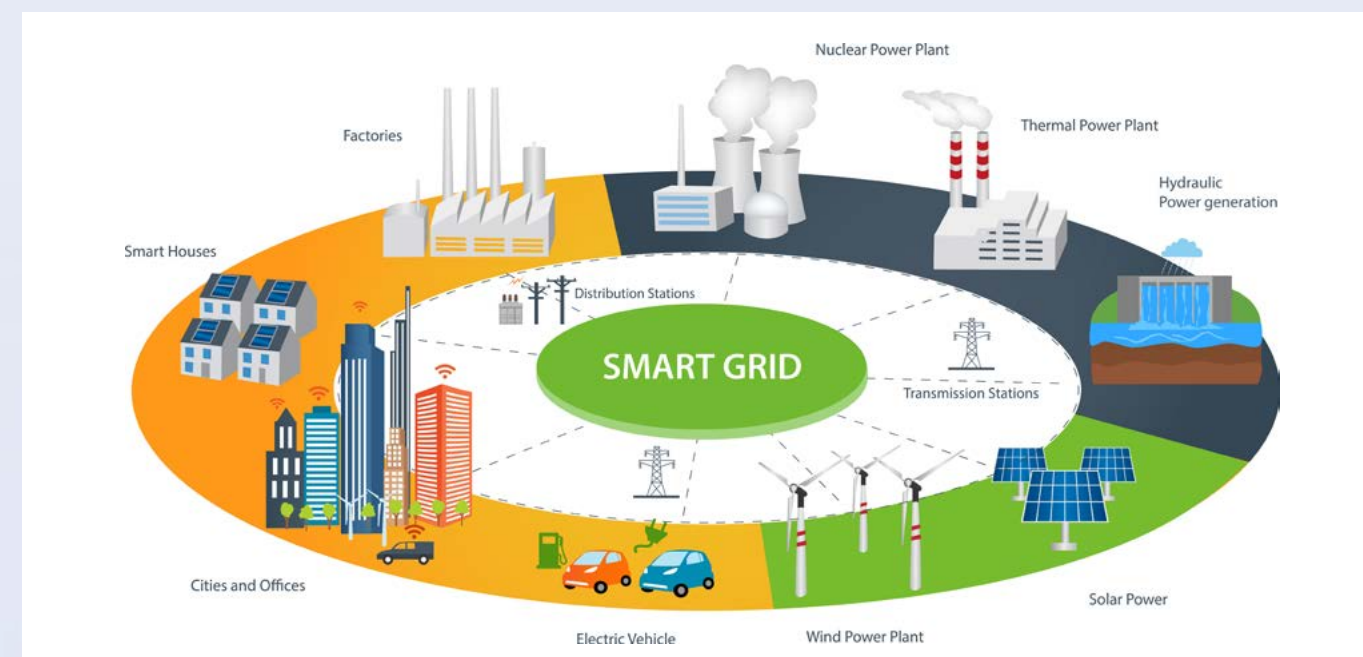 Nuclear Power Plant
Factories
Thermal Power Plant
Hydraulic
Power generation
Smart Houses
Distribution Stations
SMART GRID
Transmission Stations
Cities and Offices
Solar Power
Electric Vehicle
Wind Power Plant